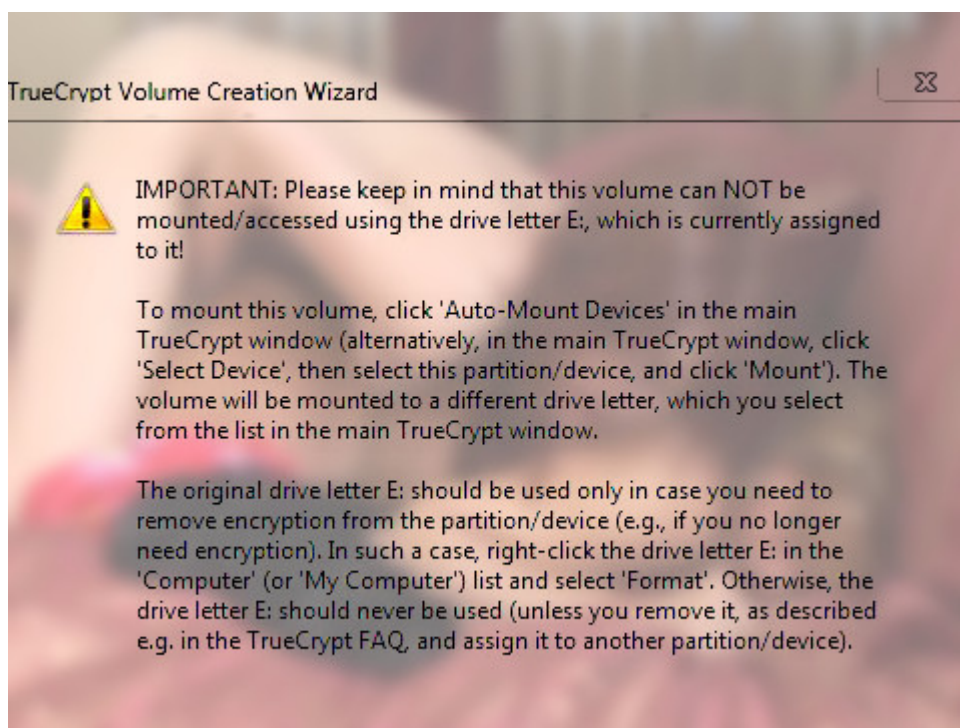 TrueCrypt Volume Creation Wizard
IMPORTANT: Please keep in mind that this volume can NOT be
mounted/accessed using the drive letter E:, which is currently assigned
to it!
To mount this volume, click 'Auto-Mount Devices' in the main
TrueCrypt window (alternatively, in the main TrueCrypt window, click
'Select Device', then select this partition/device, and click 'Mount'). The
volume will be mounted to a different drive letter, which you select
from the list in the main TrueCrypt window.
The original drive letter E: should be used only in case you need to
remove encryption from the partition/device (e.g., if you no longer
need encryption). In such a case, right-click the drive letter E: in the
'Computer' (or 'My Computer') list and select 'Format'. Otherwise, the
drive letter E: should never be used (unless you remove it, as described
e.g. in the TrueCrypt FAQ, and assign it to another partition/device).